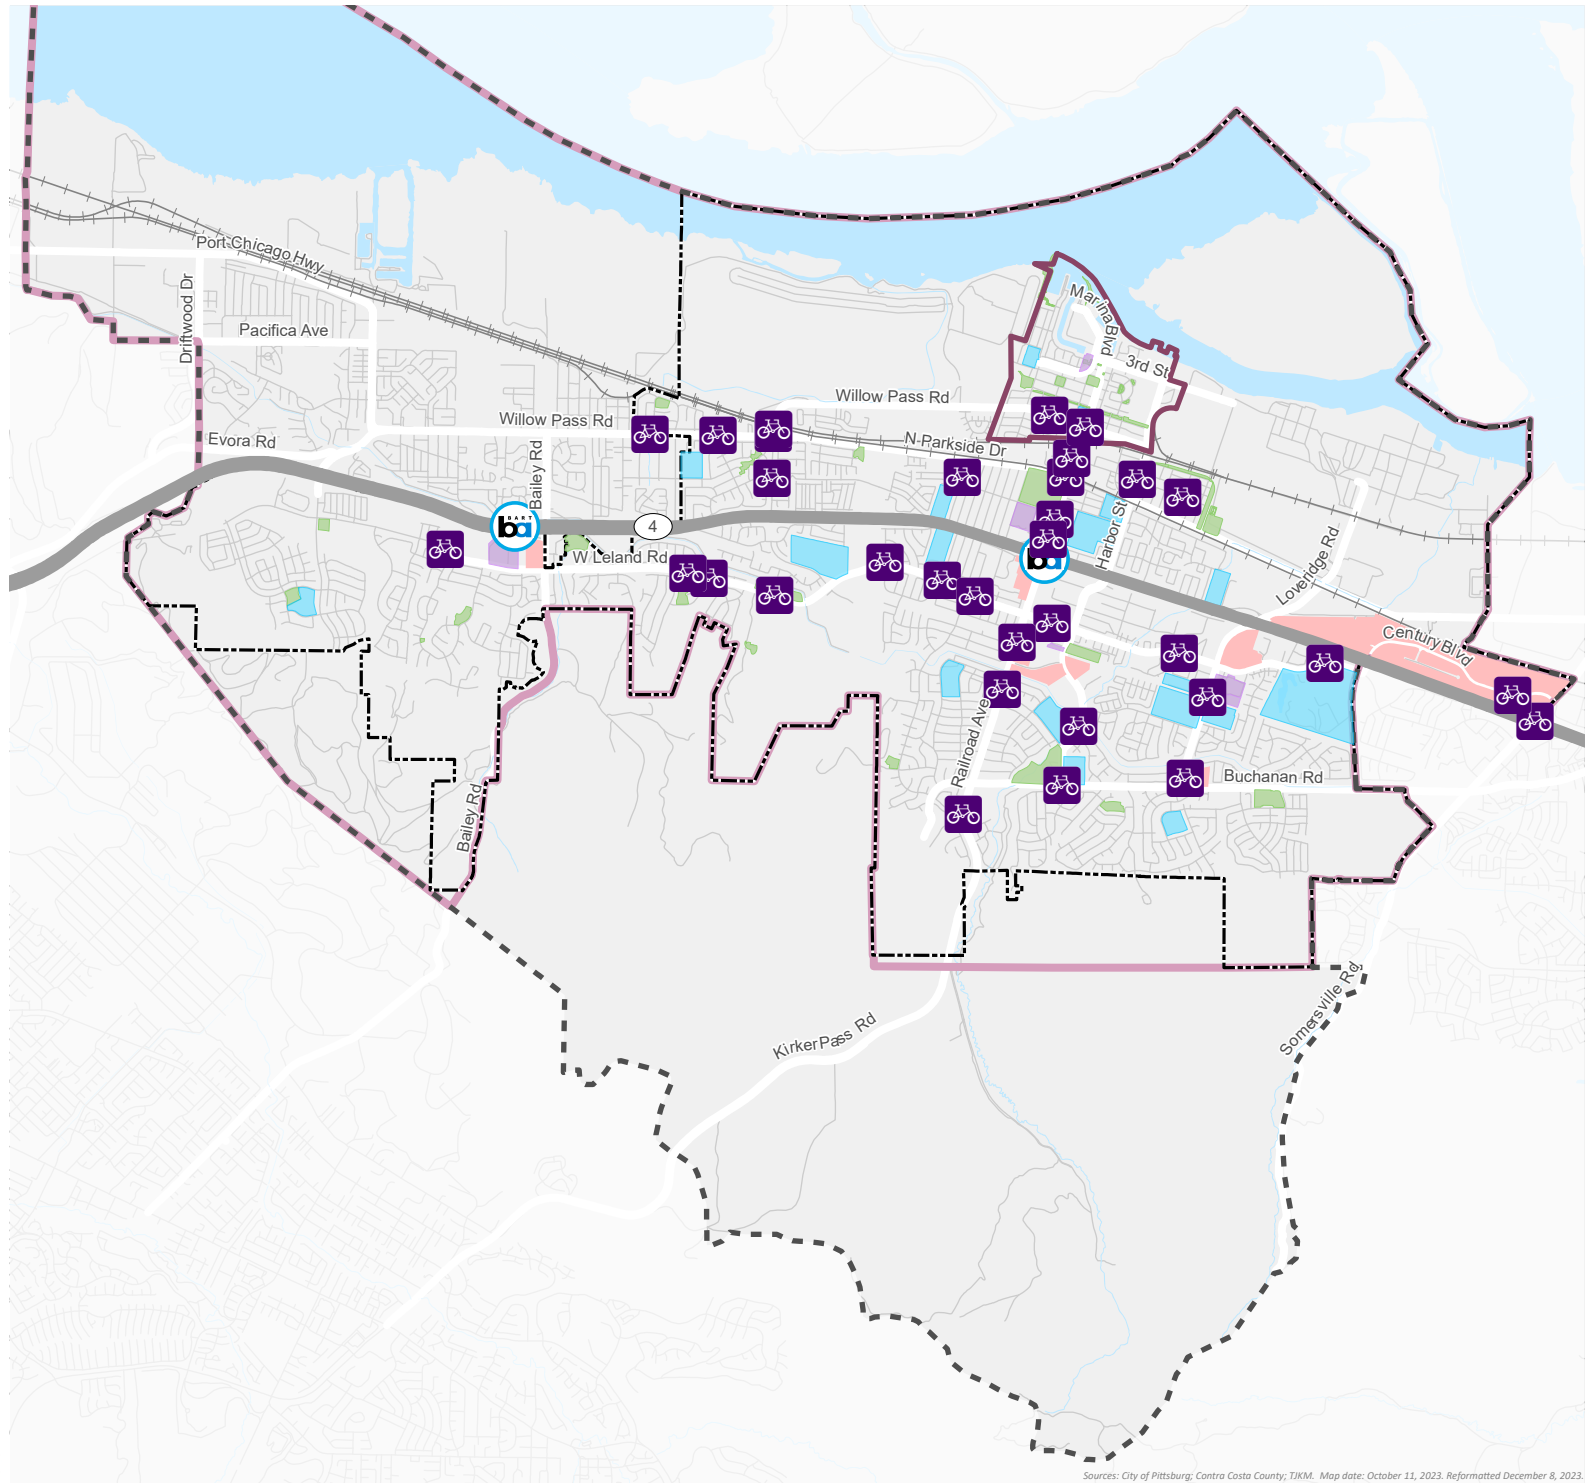 Port Chicago Hwy
Driftwood Dr
Pacifica Ave
Marina Blvd
3rd St
Willow Pass Rd
Willow Pass Rd
Evora Rd
Bailey Rd
N Parkside Dr
BART
ba
4
W Leland Rd
Harbor St
ba
Loveridge Rd
Century Blvd
Railroad Ave
Buchanan Rd
Bailey Rd
Kirker Pass Rd
Somersville Rd
Sources: City of Pittsburg; Contra Costa County; TJKM. Map date: October 11, 2023. Reformatted December 8, 2023.